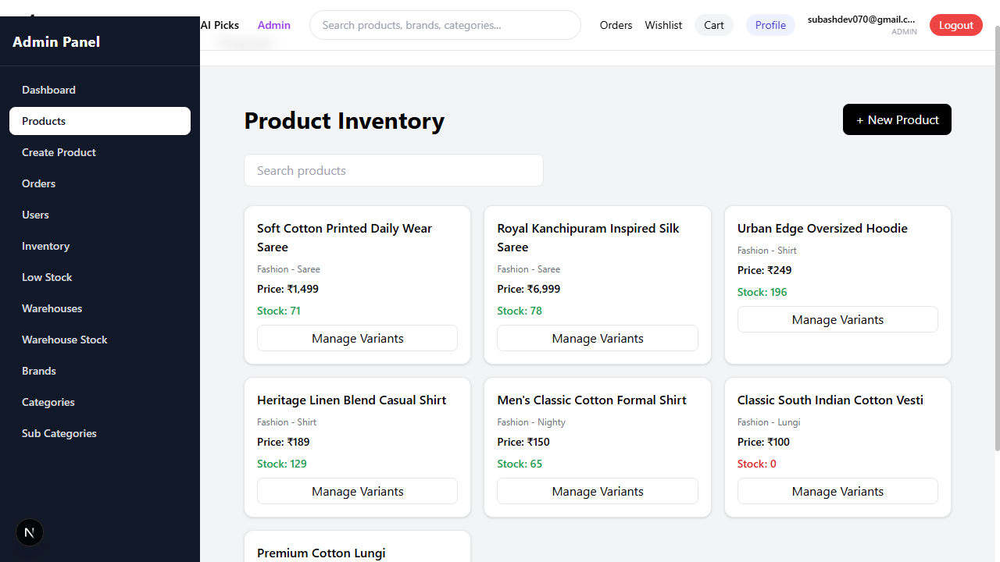 AI Picks
Admin
Search products, brands, categories...
Orders
Wishlist
Cart
Profile
subashdev070@gmail.c...
ADMIN
Logout
Admin Panel
Dashboard
Products
Create Product
Orders
Users
Inventory
Low Stock
Warehouses
Warehouse Stock
Brands
Categories
Sub Categories
N
Product Inventory
+ New Product
Search products
Soft Cotton Printed Daily Wear
Saree
Fashion - Saree
Price: ₹1,499
Stock: 71
Manage Variants
Royal Kanchipuram Inspired Silk
Saree
Fashion - Saree
Price: ₹6,999
Stock: 78
Manage Variants
Urban Edge Oversized Hoodie
Fashion - Shirt
Price: ₹249
Stock: 196
Manage Variants
Heritage Linen Blend Casual Shirt
Fashion - Shirt
Price: ₹189
Stock: 129
Manage Variants
Men's Classic Cotton Formal Shirt
Fashion - Nighty
Price: ₹150
Stock: 65
Manage Variants
Classic South Indian Cotton Vesti
Fashion - Lungi
Price: ₹100
Stock: 0
Manage Variants
Premium Cotton Lungi